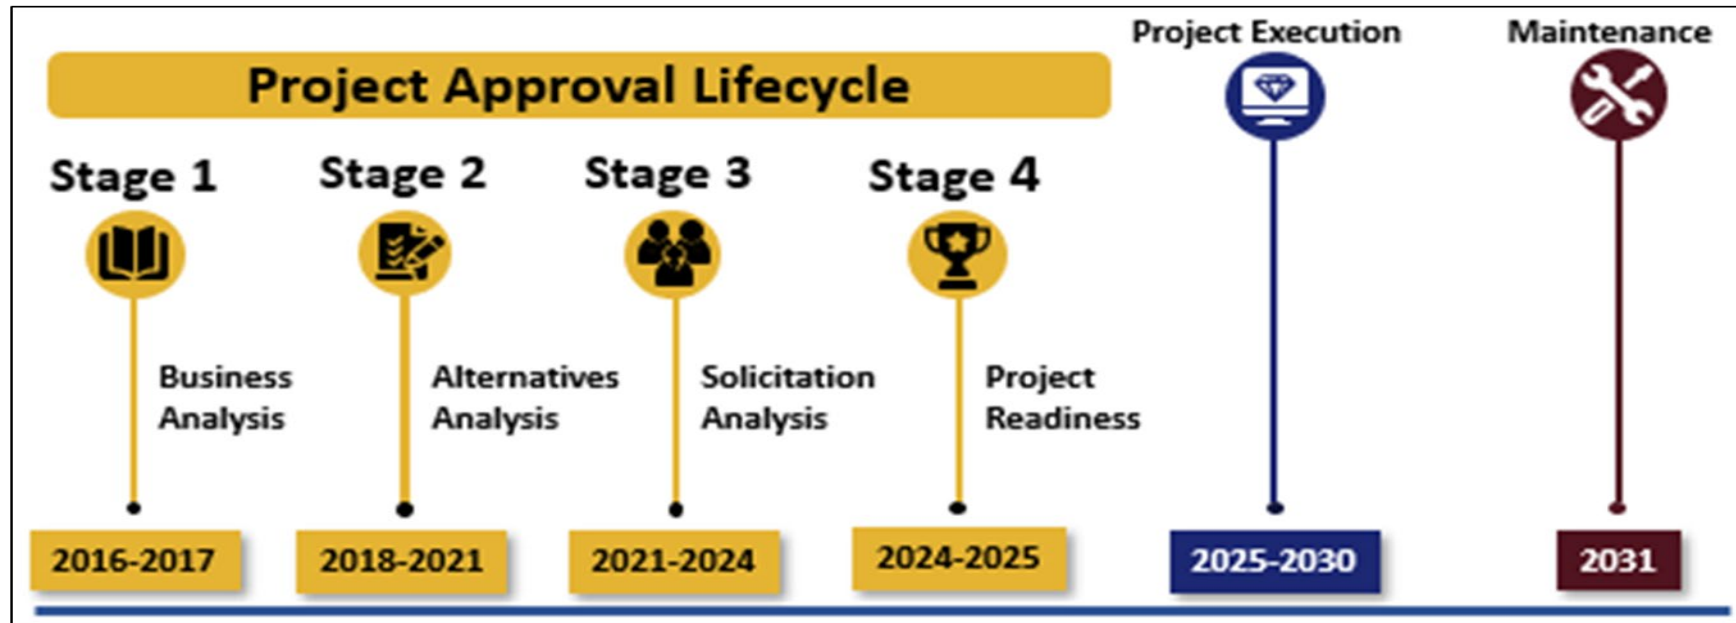 Project Approval Lifecycle
Project Execution
Maintenance
Stage 1
Stage 2
Stage 3
Stage 4
Business
Analysis
Alternatives
Analysis
Solicitation
Analysis
Project
Readiness
2016-2017
2018-2021
2021-2024
2024-2025
2025-2030
2031